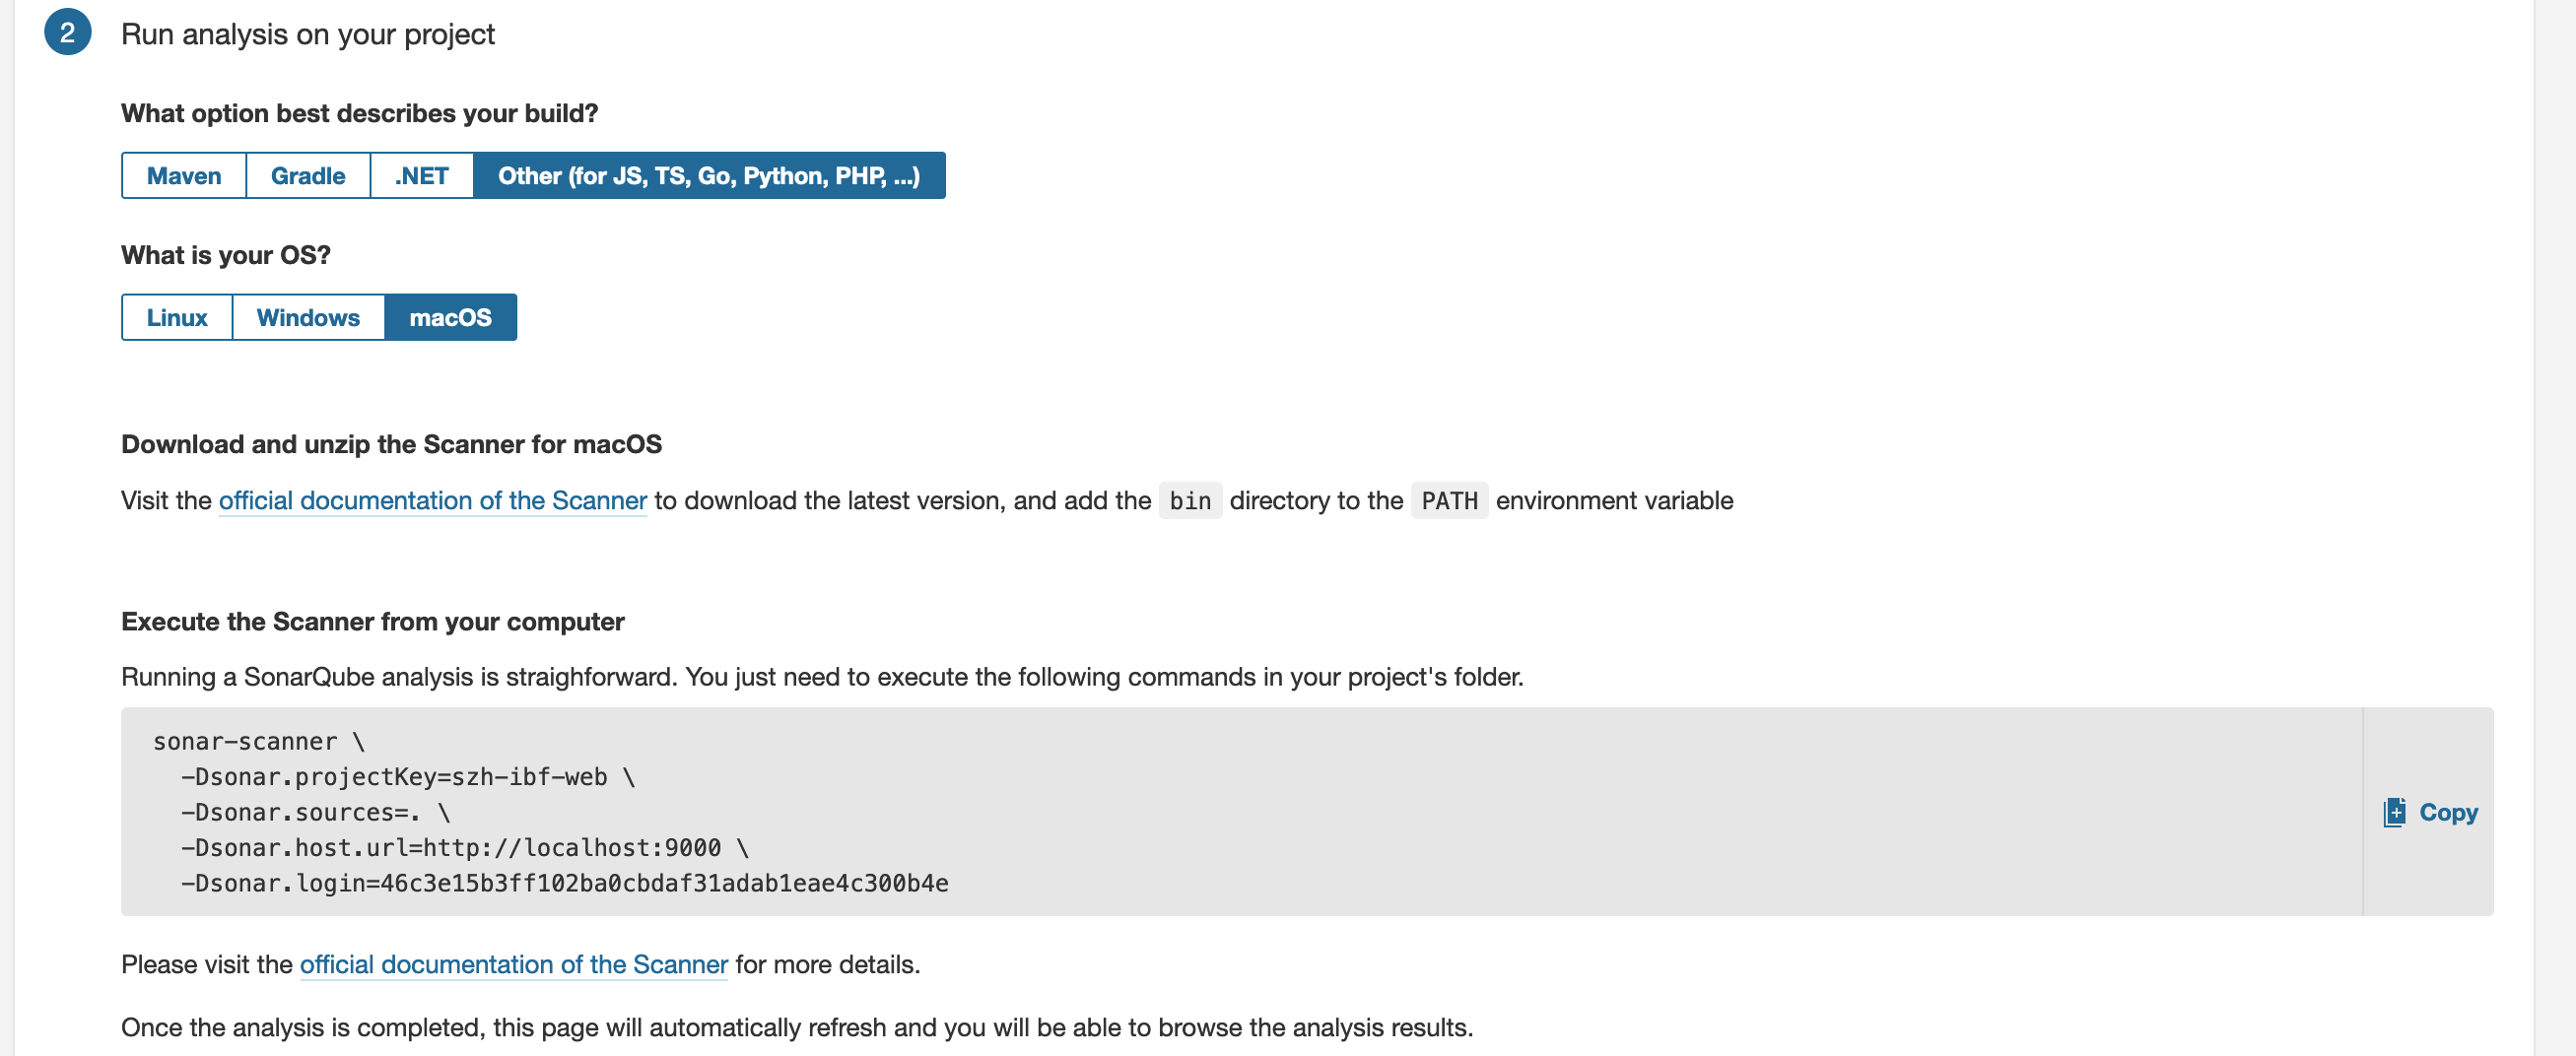 2 Run analysis on your project
What option best describes your build?
Maven Gradle .NET Other (for JS, TS, Go, Python, PHP, ...)
What is your OS?
Linux Windows macOS
Download and unzip the Scanner for macOS
Visit the official documentation of the Scanner to download the latest version, and add the bin directory to the PATH environment variable
Execute the Scanner from your computer
Running a SonarQube analysis is straighforward. You just need to execute the following commands in your project's folder.
sonar-scanner \
-Dsonar.projectKey=szh-ibf-web \
-Dsonar.sources=. \
-Dsonar.host.url=http://localhost:9000 \
-Dsonar.login=46c3e15b3ff102ba0cbdaf31adab1eae4c300b4e
Copy
Please visit the official documentation of the Scanner for more details.
Once the analysis is completed, this page will automatically refresh and you will be able to browse the analysis results.